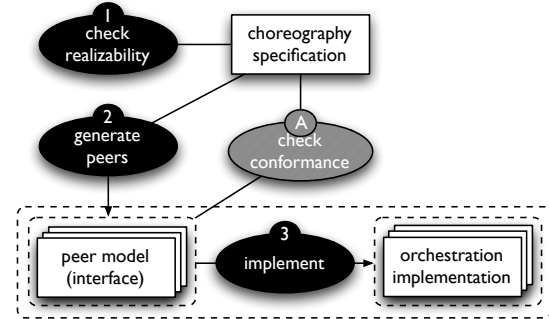 1
check
realizability
choreography
specification
2
generate
peers
A
check
conformance
peer model
(interface)
3
implement
orchestration
implementation